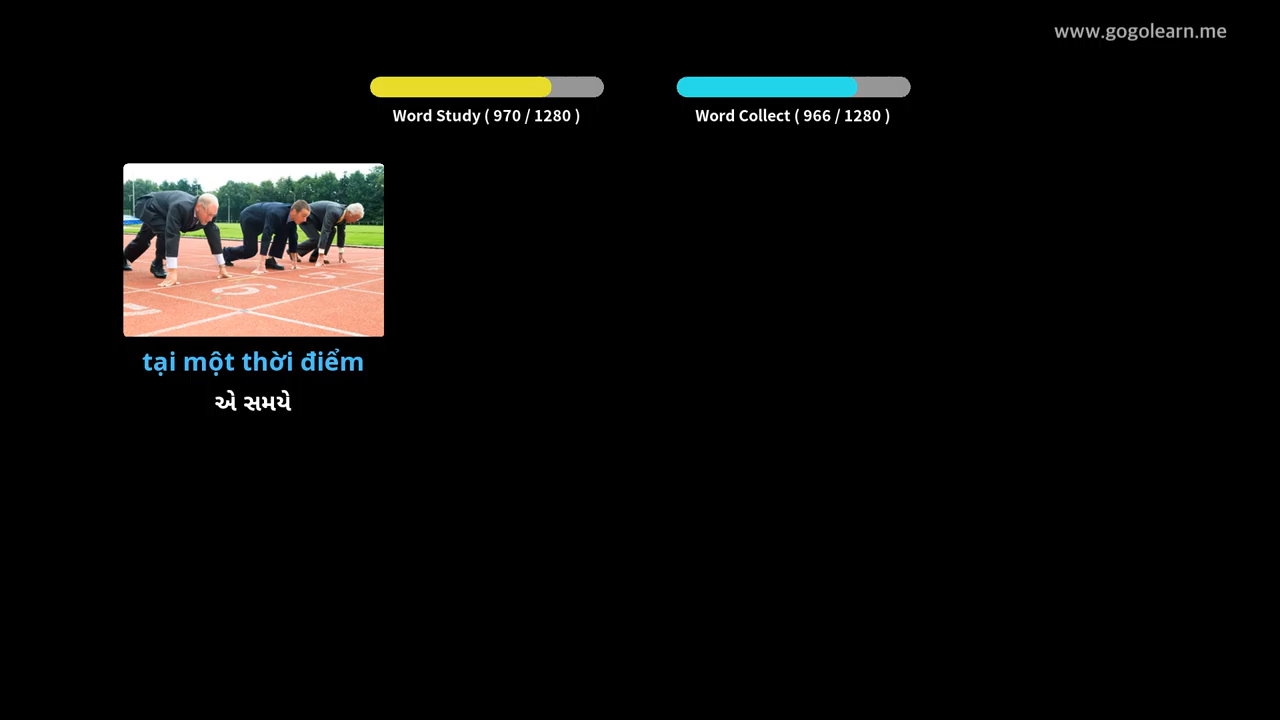 www.gogolearn.me
Word Study ( 970 / 1280 )
Word Collect ( 966 / 1280 )
tại một thời điểm
એ સમયે